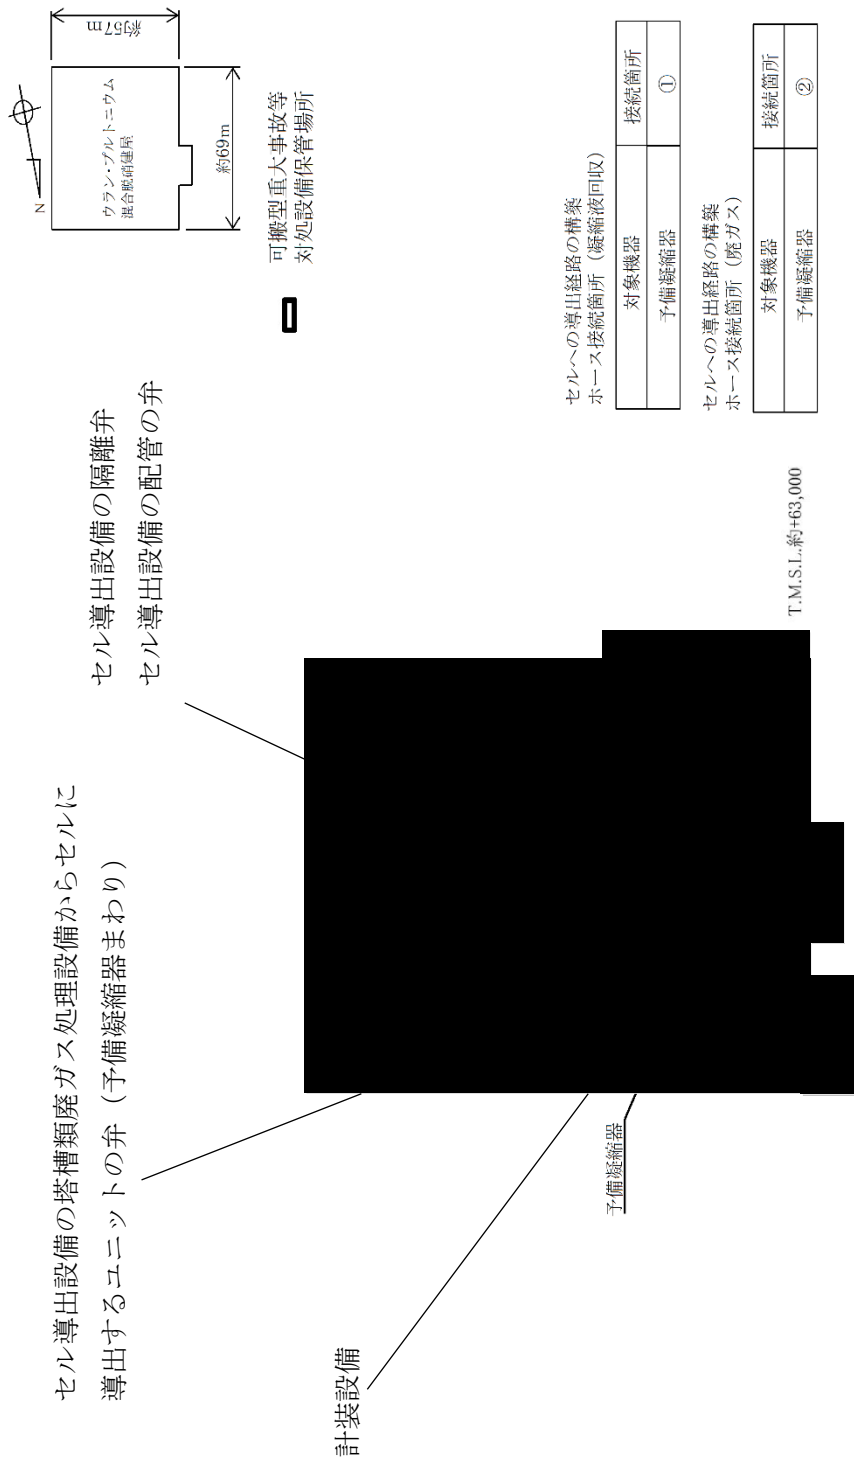 セル導出設備の塔槽類廃ガス処理設備からセルに
導出するユニットの弁（予備凝縮器まわり）
セル導出設備の隔離弁
セル導出設備の配管の弁
計装設備
予備凝縮器
N
ウラン・プルトニウム
混合脱硝建屋
約57m
約69m
可搬型重大事故等
対処設備保管場所
セルへの導出経路の構築
ホース接続箇所（凝縮液回収）
対象機器 接続箇所
予備凝縮器 ①
セルへの導出経路の構築
ホース接続箇所（廃ガス）
対象機器 接続箇所
予備凝縮器 ②
T.M.S.L.約+63,000